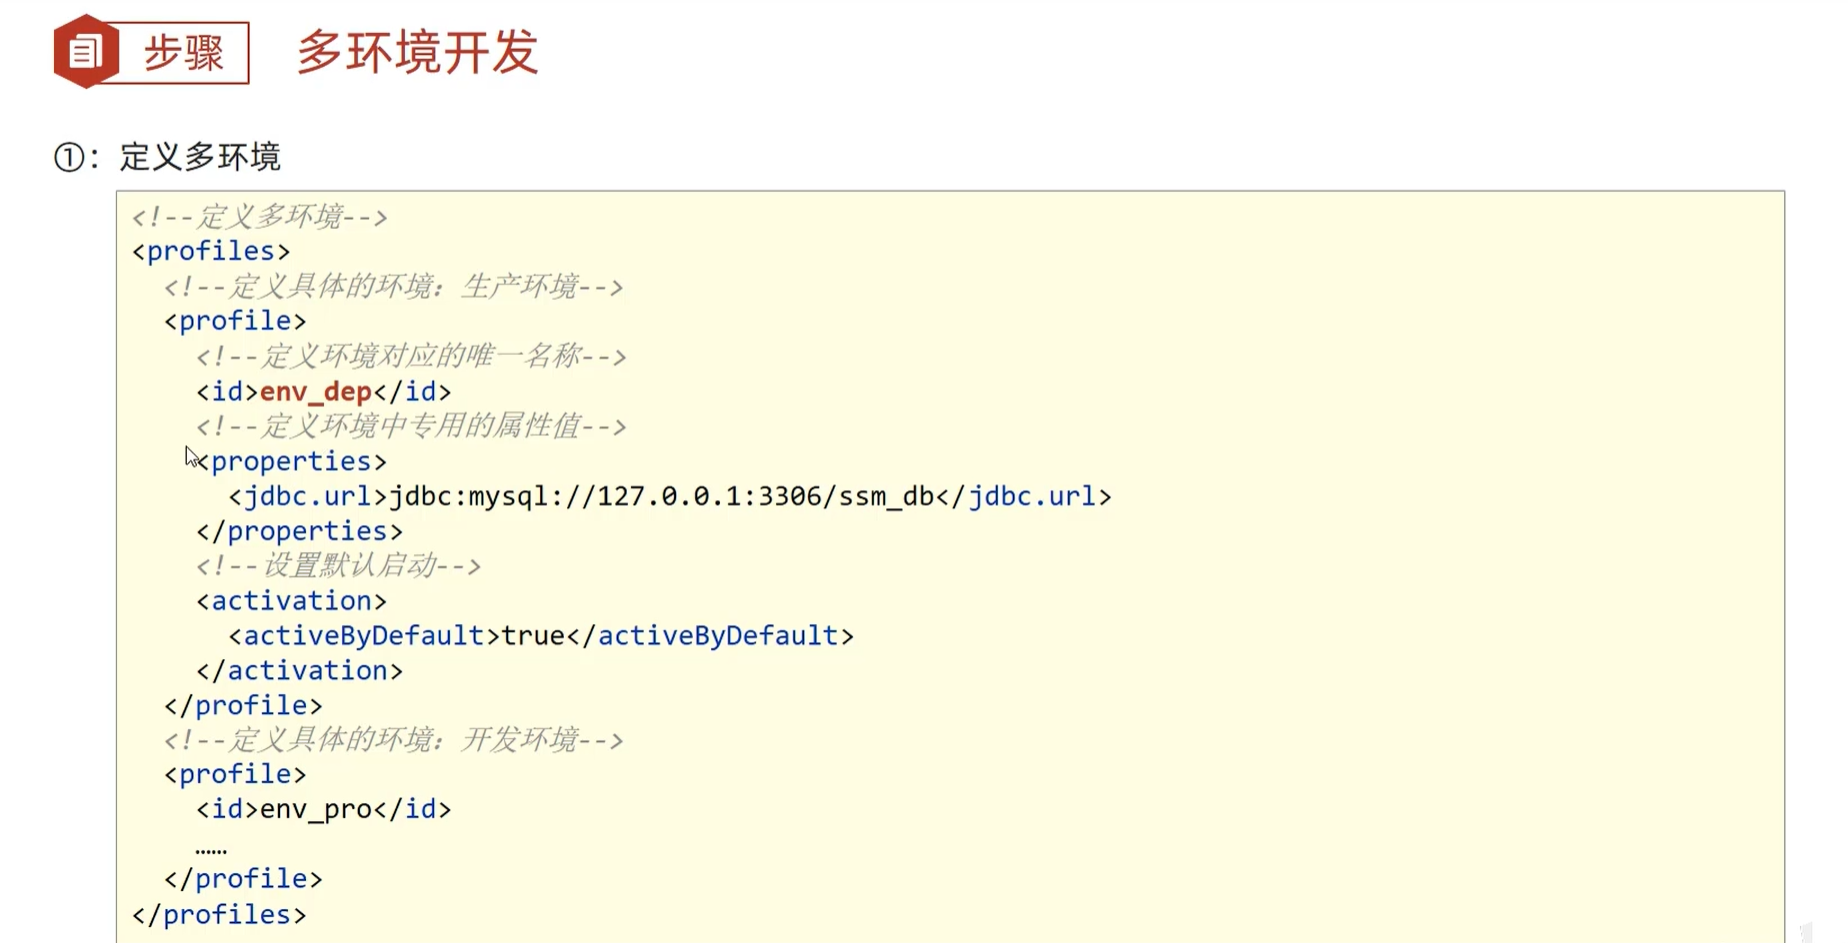 步骤 多环境开发
①：定义多环境
<!--定义多环境-->
<profiles>
<!--定义具体的环境：生产环境-->
<profile>
<!--定义环境对应的唯一名称-->
<id>env_dep</id>
<!--定义环境中专用的属性值-->
<properties>
<jdbc.url>jdbc:mysql://127.0.0.1:3306/ssm_db</jdbc.url>
</properties>
<!--设置默认启动-->
<activation>
<activeByDefault>true</activeByDefault>
</activation>
</profile>
<!--定义具体的环境：开发环境-->
<profile>
<id>env_pro</id>
……
</profile>
</profiles>